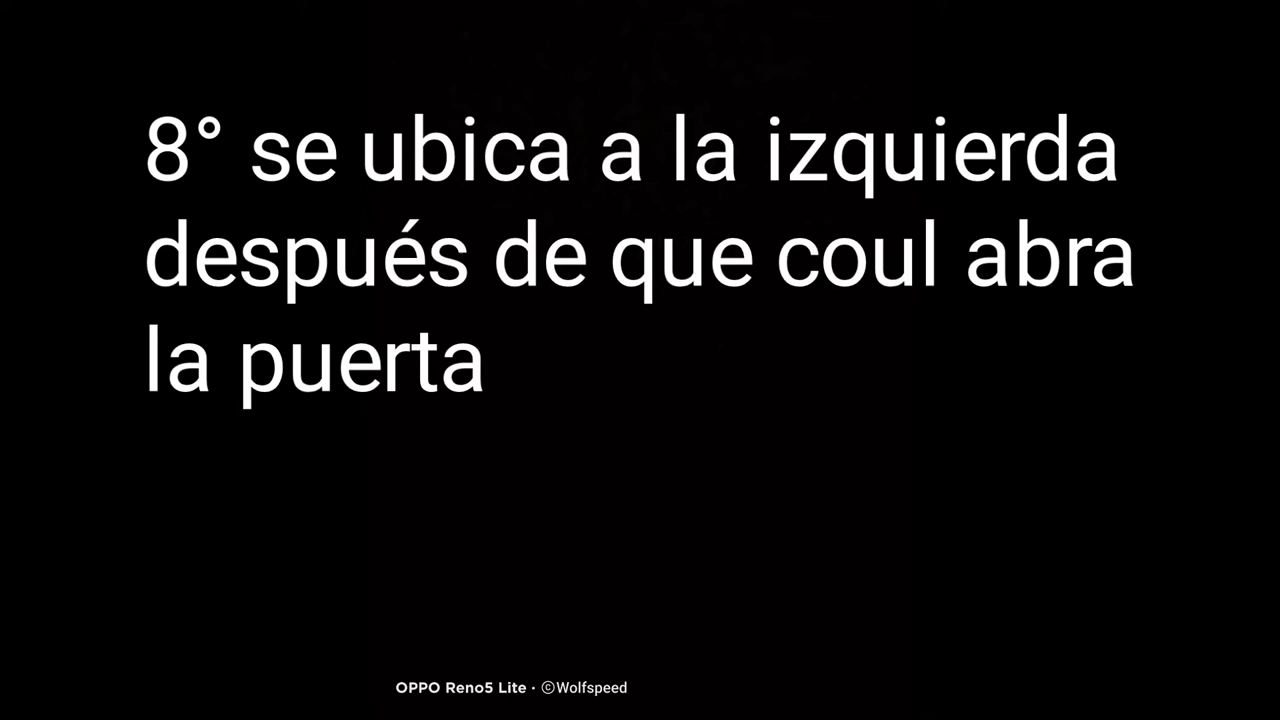 8° se ubica a la izquierda
después de que coul abra
la puerta
OPPO Reno5 Lite · ©Wolfspeed